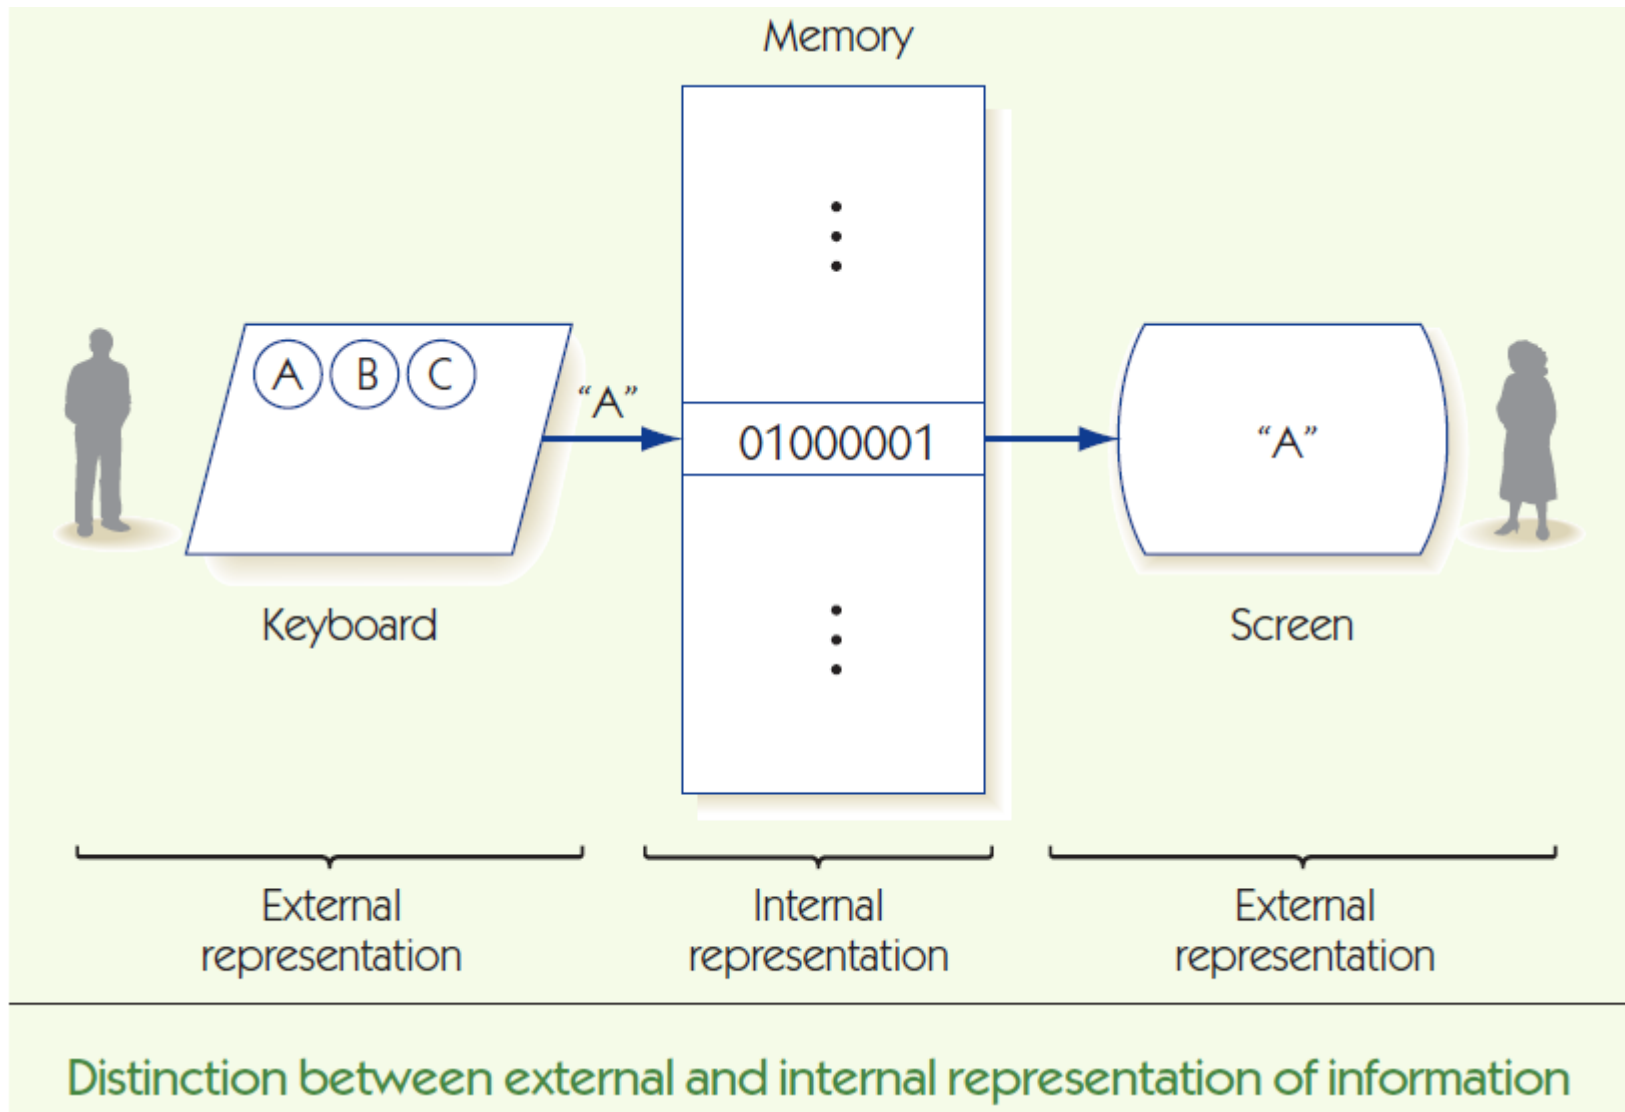 Memory
A B C
“A”
01000001
“A”
Keyboard
Screen
External
representation
Internal
representation
External
representation
Distinction between external and internal representation of information